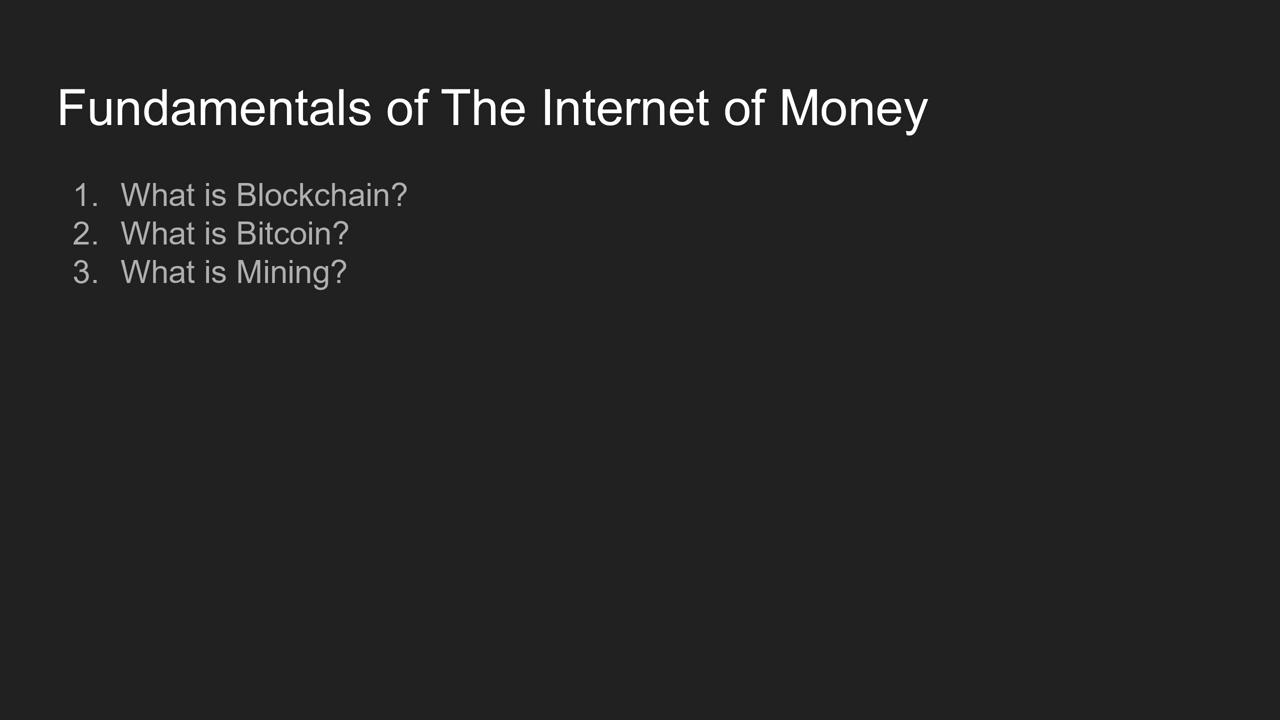 Fundamentals of The Internet of Money
1. What is Blockchain?
2. What is Bitcoin?
3. What is Mining?